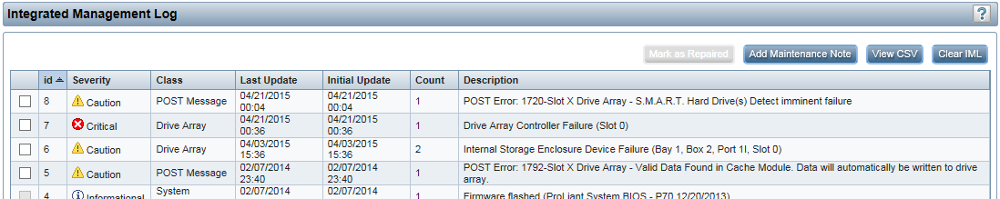 Integrated Management Log
?
Mark as Repaired Add Maintenance Note View CSV Clear IML
id Severity Class Last Update Initial Update Count Description
8 Caution POST Message 04/21/2015 00:04 04/21/2015 00:04 1 POST Error: 1720-Slot X Drive Array - S.M.A.R.T. Hard Drive(s) Detect imminent failure
7 Critical Drive Array 04/21/2015 00:36 04/21/2015 00:36 1 Drive Array Controller Failure (Slot 0)
6 Caution Drive Array 04/03/2015 15:36 04/03/2015 15:36 2 Internal Storage Enclosure Device Failure (Bay 1, Box 2, Port 1I, Slot 0)
5 Caution POST Message 02/07/2014 23:40 02/07/2014 23:40 1 POST Error: 1792-Slot X Drive Array - Valid Data Found in Cache Module. Data will automatically be written to drive array.
4 Informational System 02/07/2014 02/07/2014 1 Firmware flashed (ProLiant System BIOS - P70 12/20/2013)